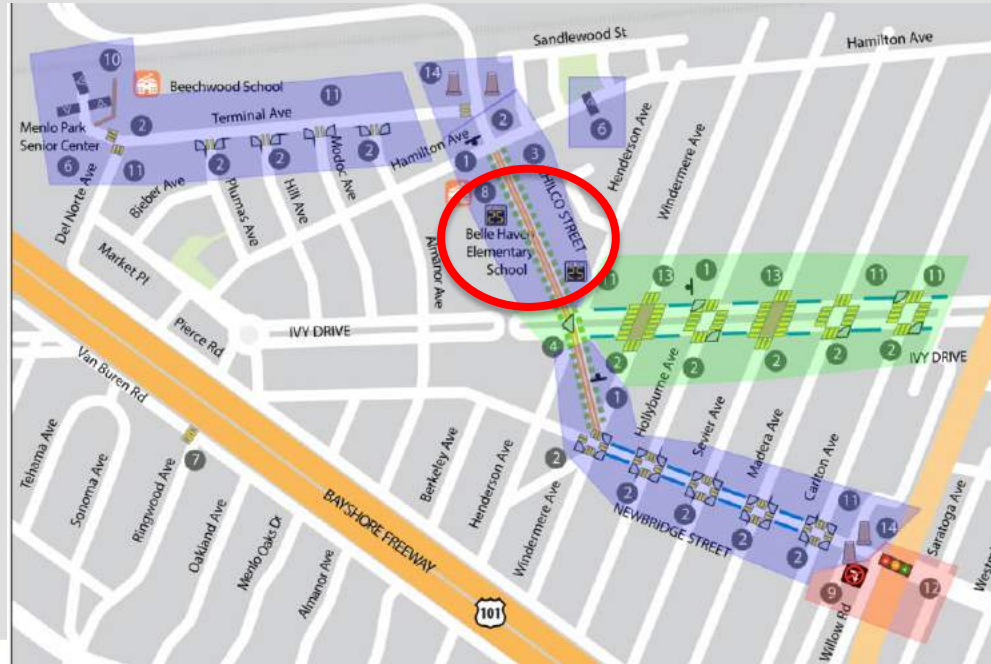 Sandlewood St
Hamilton Ave
10
Beechwood School
14
11
Terminal Ave
Menlo Park
Senior Center
2
2
2
2
2
6
11
Del Norte Ave
Bieber Ave
Plumas Ave
Hill Ave
Modoc Ave
Hamilton Ave
1
2
3
6
Henderson Ave
Windermere Ave
8
25
Belle Haven
Elementary
School
25
HILCO STREET
Almanor Ave
Market Pl
Pierce Rd
IVY DRIVE
4
11
13
1
13
11
11
2
2
2
2
2
IVY DRIVE
Van Buren Rd
1
Hollyburne Ave
Sevier Ave
Madera Ave
Carlton Ave
2
2
2
2
2
11
14
NEWBRIDGE STREET
Saratoga Ave
9
12
Willow Rd
Tehama Ave
Sonoma Ave
Ringwood Ave
7
Oakland Ave
Menlo Oaks Dr
Almanor Ave
BAYSHORE FREEWAY
101
Berkeley Ave
Henderson Ave
Windermere Ave